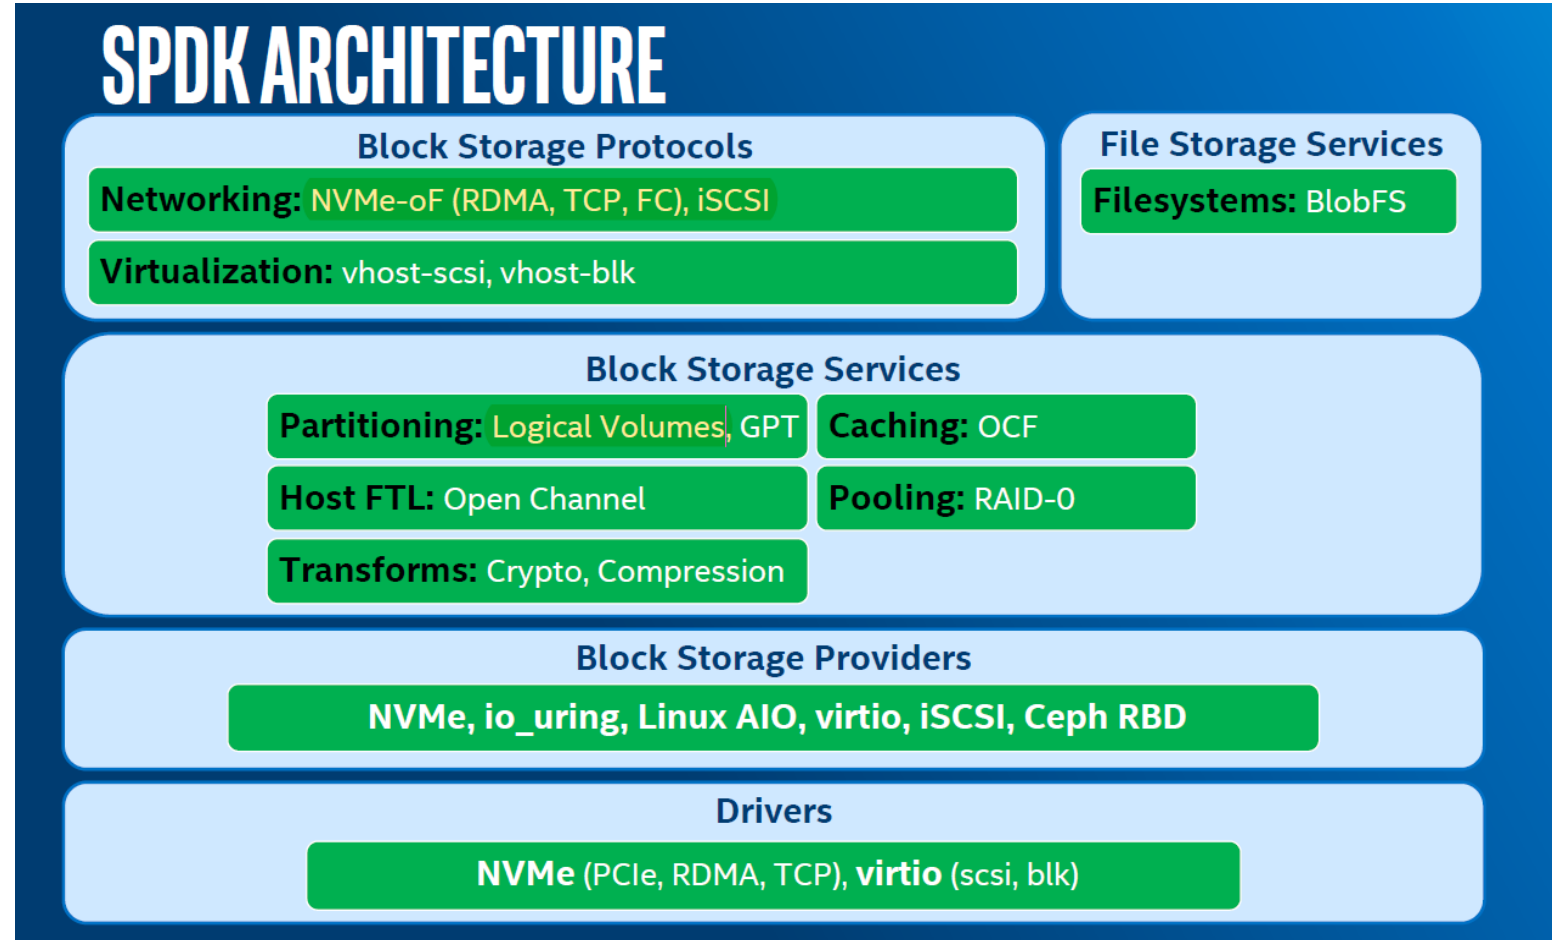 SPDK ARCHITECTURE
Block Storage Protocols
Networking: NVMe-oF (RDMA, TCP, FC), iSCSI
Virtualization: vhost-scsi, vhost-blk
File Storage Services
Filesystems: BlobFS
Block Storage Services
Partitioning: Logical Volumes, GPT
Caching: OCF
Host FTL: Open Channel
Pooling: RAID-0
Transforms: Crypto, Compression
Block Storage Providers
NVMe, io_uring, Linux AIO, virtio, iSCSI, Ceph RBD
Drivers
NVMe (PCIe, RDMA, TCP), virtio (scsi, blk)